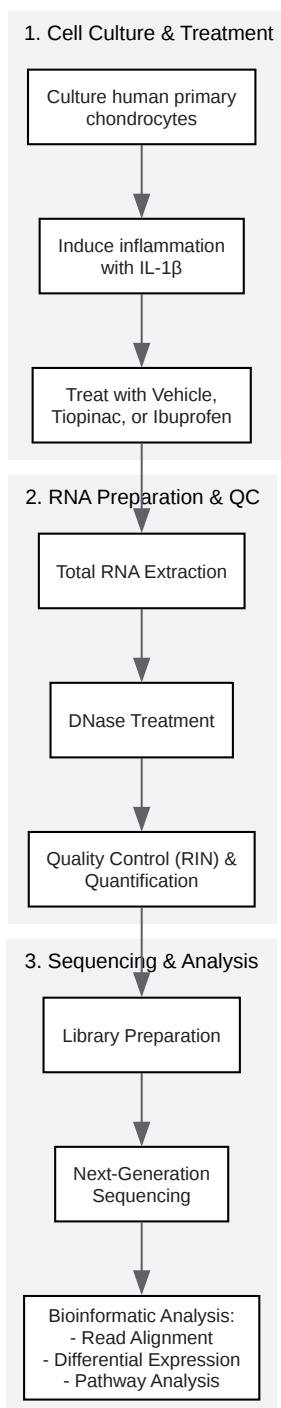 1. Cell Culture & Treatment
Culture human primary
chondrocytes
Induce inflammation
with IL-1β
Treat with Vehicle,
Tiopinac, or Ibuprofen
2. RNA Preparation & QC
Total RNA Extraction
DNase Treatment
Quality Control (RIN) &
Quantification
3. Sequencing & Analysis
Library Preparation
Next-Generation
Sequencing
Bioinformatic Analysis:
- Read Alignment
- Differential Expression
- Pathway Analysis